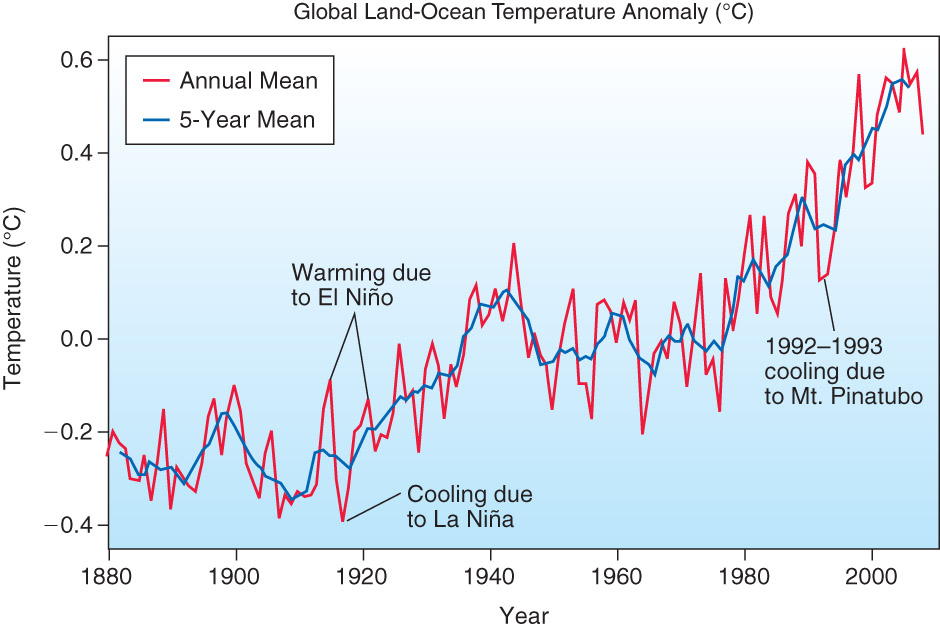 Global Land-Ocean Temperature Anomaly (°C)
Annual Mean
5-Year Mean
0.6
0.4
0.2
0.0
−0.2
−0.4
Temperature (°C)
Warming due
to El Niño
Cooling due
to La Niña
1992–1993
cooling due
to Mt. Pinatubo
1880 1900 1920 1940 1960 1980 2000
Year